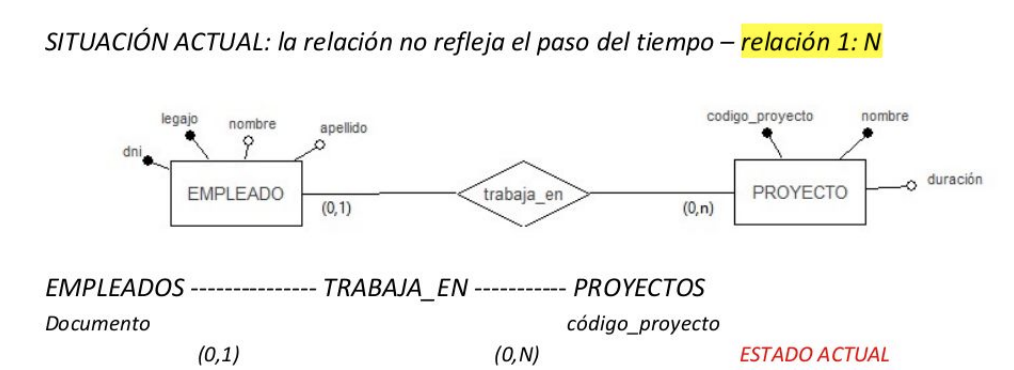 SITUACIÓN ACTUAL: la relación no refleja el paso del tiempo – relación 1: N
legajo nombre apellido codigo_proyecto nombre
dni duración
EMPLEADO trabaja_en PROYECTO
(0,1) (0,n)
EMPLEADOS --------------- TRABAJA_EN ----------- PROYECTOS
Documento código_proyecto
(0,1) (0,N) ESTADO ACTUAL